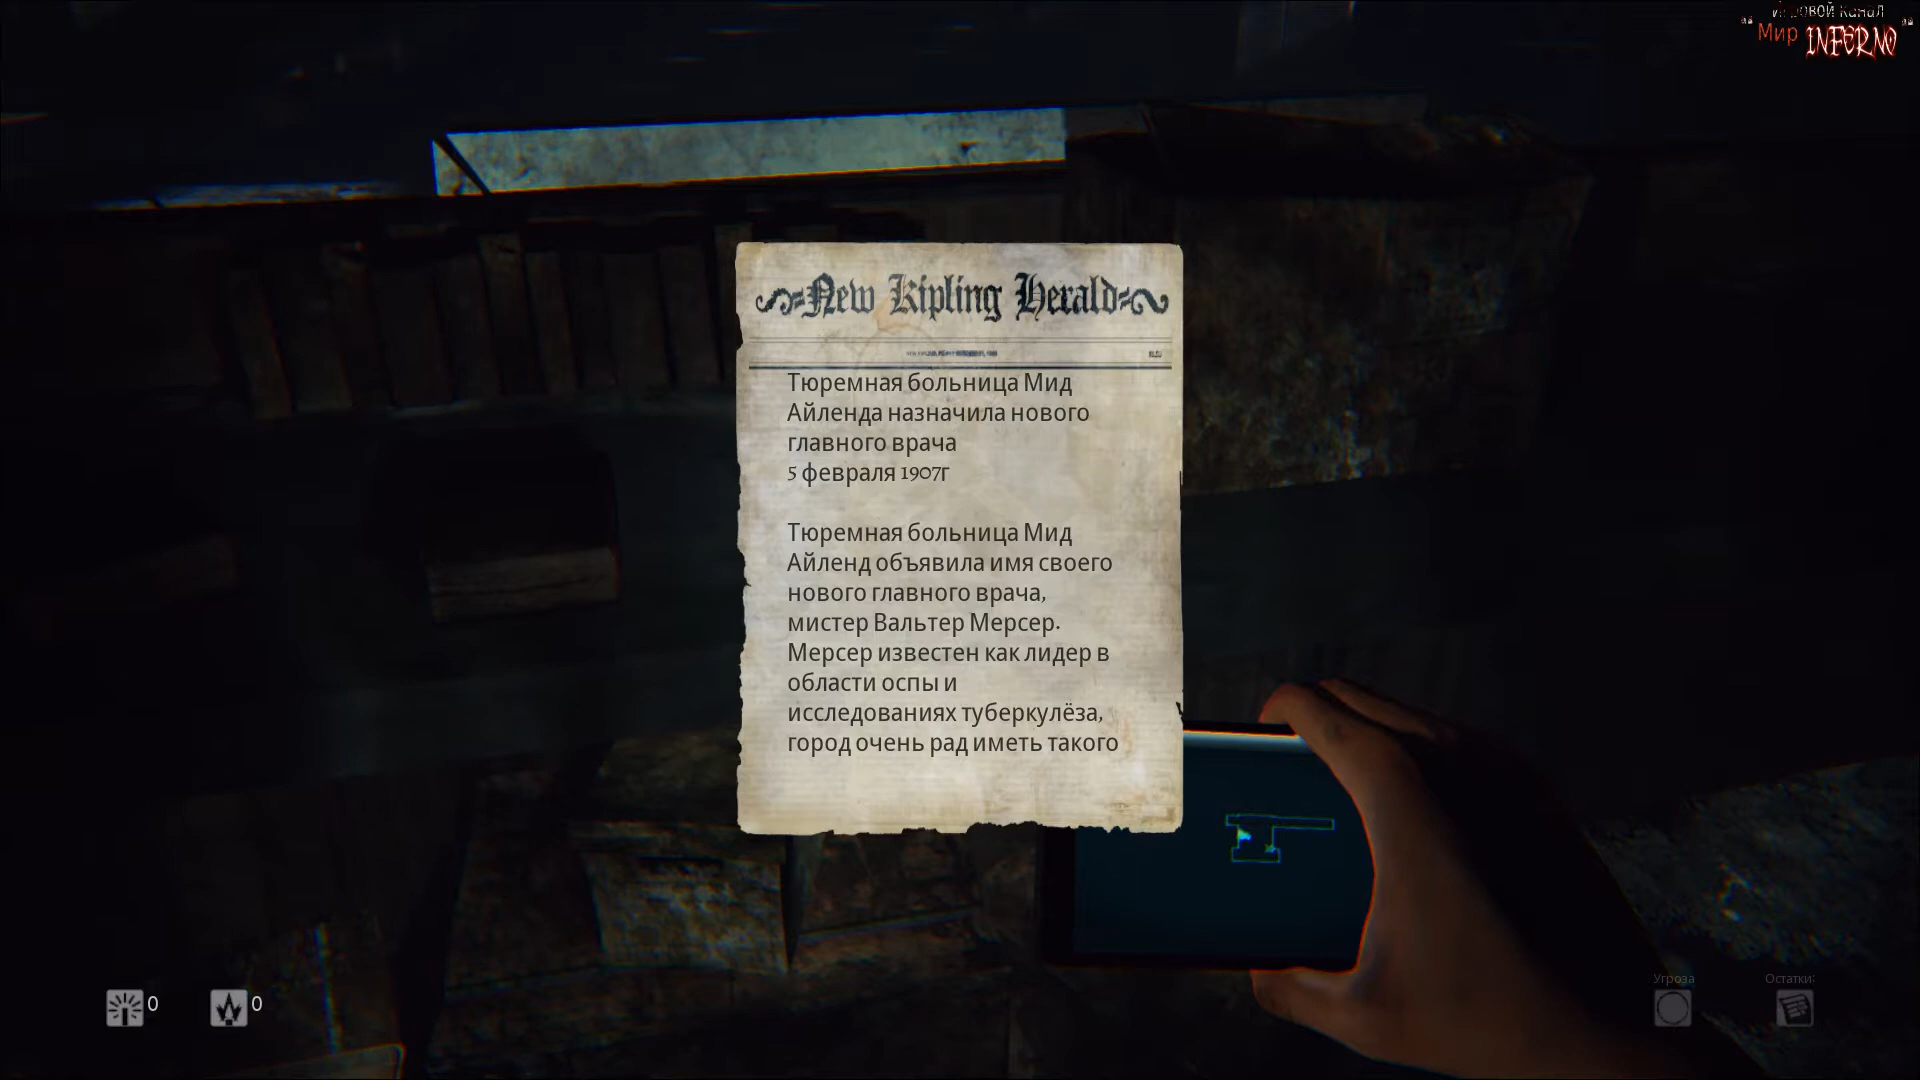 игровой канал
" Мир INFERNO "
New Kipling Herald
Тюремная больница Мид
Айленда назначила нового
главного врача
5 февраля 1907г
Тюремная больница Мид
Айленд объявила имя своего
нового главного врача,
мистер Вальтер Мерсер.
Мерсер известен как лидер в
области оспы и
исследованиях туберкулёза,
город очень рад иметь такого
0 0
Угроза Остатки: